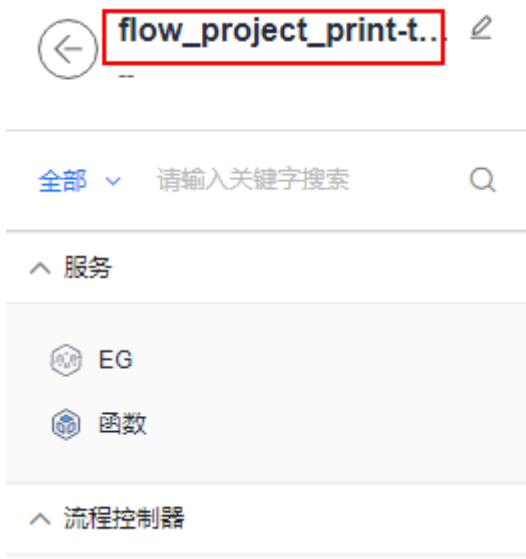 flow_project_print-t...
--
全部 请输入关键字搜索
服务
EG
函数
流程控制器